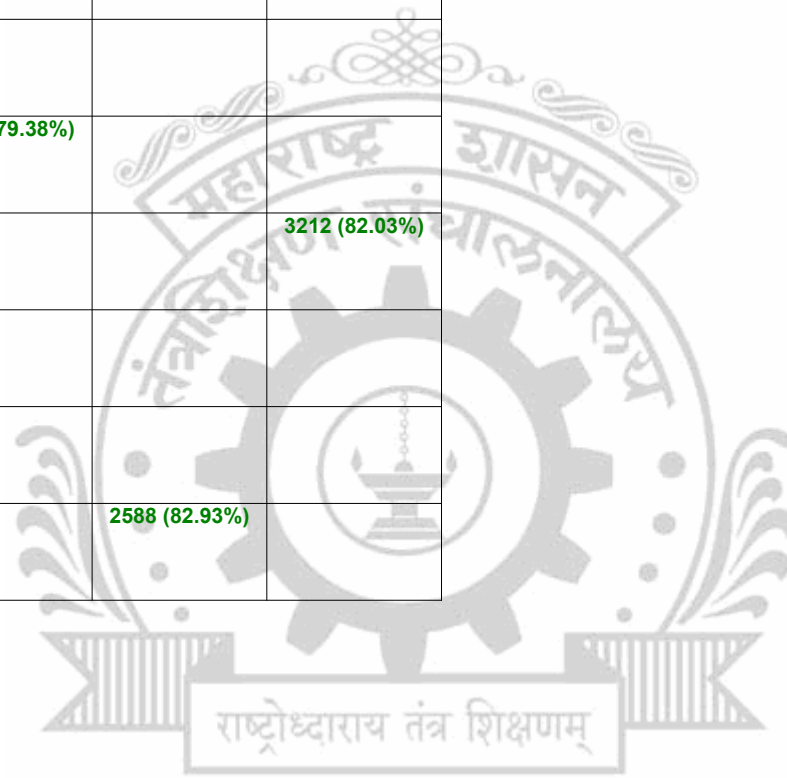 महाराष्ट्र शासन
तंत्रशिक्षण संचालनालय
79.38%)
3212 (82.03%)
2588 (82.93%)
राष्ट्रोध्दाराय तंत्र शिक्षणम्